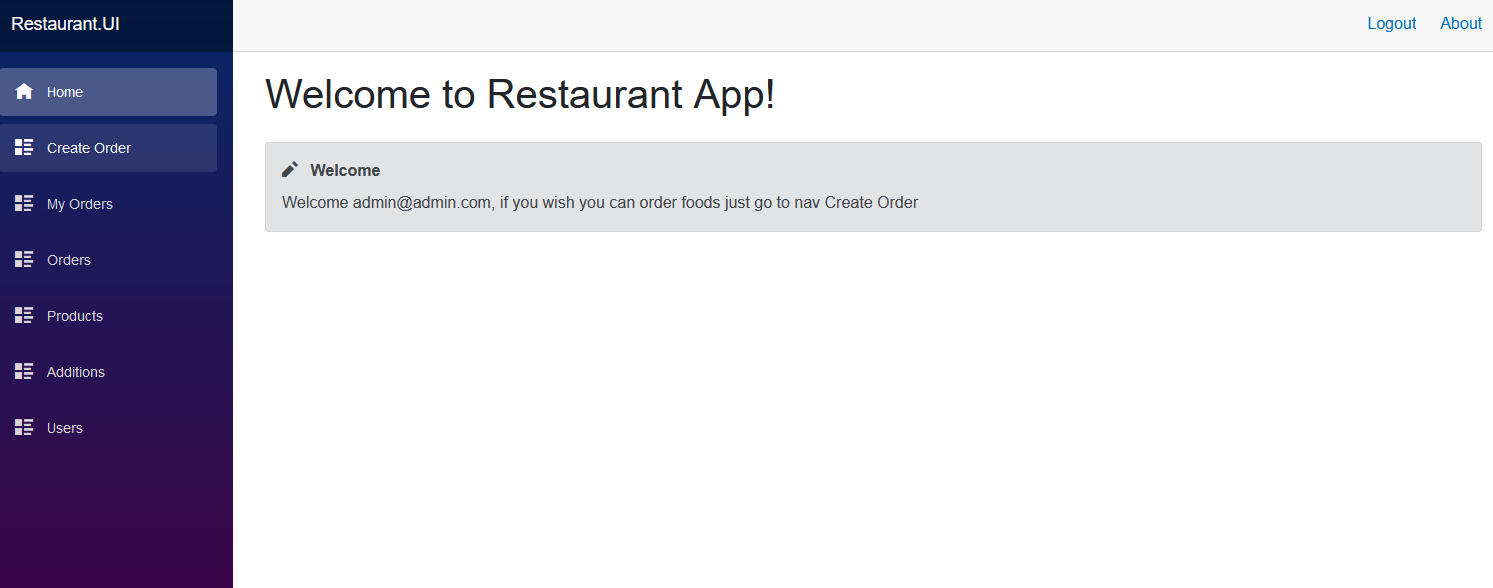 Restaurant.UI
Logout About
Home
Create Order
My Orders
Orders
Products
Additions
Users
Welcome to Restaurant App!
Welcome
Welcome admin@admin.com, if you wish you can order foods just go to nav Create Order